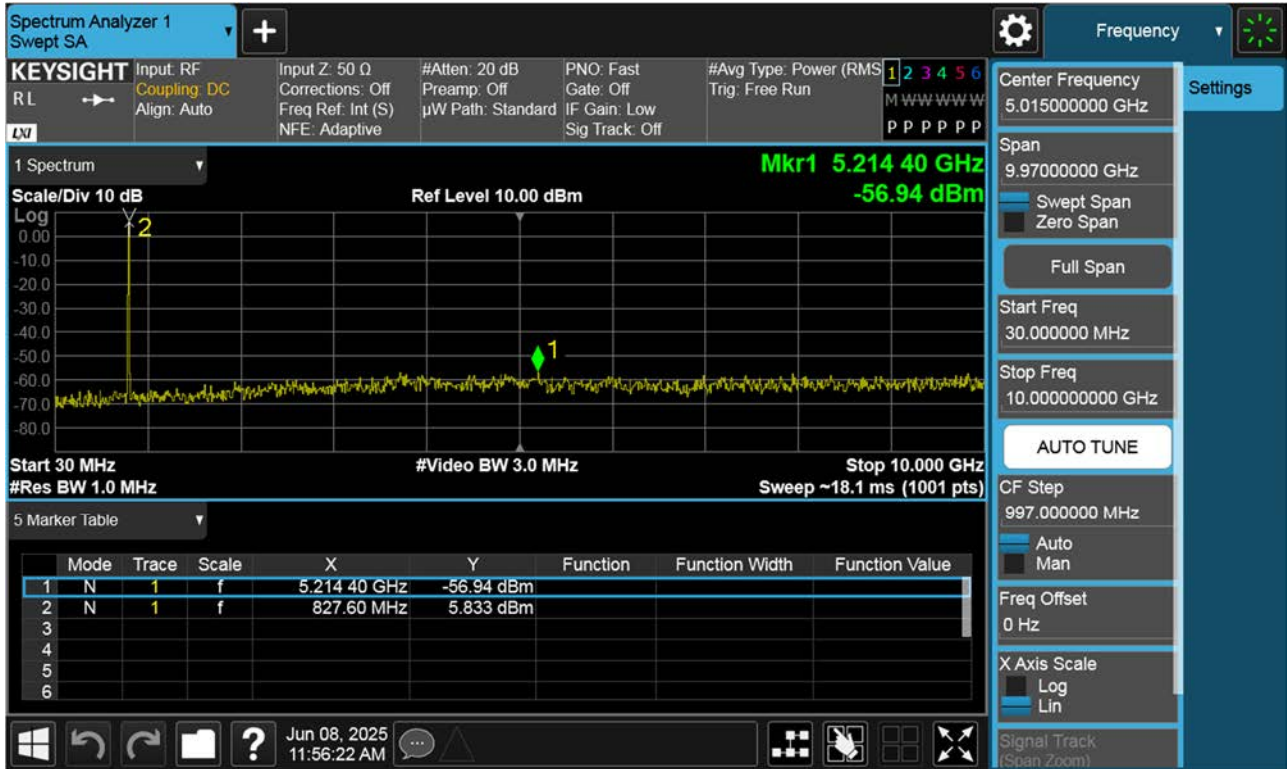 Spectrum Analyzer 1
Swept SA
+
Frequency
KEYSIGHT
RL
LXI
Input: RF
Coupling: DC
Align: Auto
Input Z: 50 Ω
Corrections: Off
Freq Ref: Int (S)
NFE: Adaptive
#Atten: 20 dB
Preamp: Off
µW Path: Standard
PNO: Fast
Gate: Off
IF Gain: Low
Sig Track: Off
#Avg Type: Power (RMS
Trig: Free Run
1 2 3 4 5 6
M W W W W W
P P P P P P
1 Spectrum
Scale/Div 10 dB
Ref Level 10.00 dBm
Mkr1 5.214 40 GHz
-56.94 dBm
Log
0.00
-10.0
-20.0
-30.0
-40.0
-50.0
-60.0
-70.0
-80.0
2
1
Start 30 MHz
#Video BW 3.0 MHz
Stop 10.000 GHz
#Res BW 1.0 MHz
Sweep ~18.1 ms (1001 pts)
5 Marker Table
Mode Trace Scale X Y Function Function Width Function Value
1 N 1 f 5.214 40 GHz -56.94 dBm
2 N 1 f 827.60 MHz 5.833 dBm
3
4
5
6
Jun 08, 2025
11:56:22 AM
?
Center Frequency
5.015000000 GHz
Settings
Span
9.97000000 GHz
Swept Span
Zero Span
Full Span
Start Freq
30.000000 MHz
Stop Freq
10.000000000 GHz
AUTO TUNE
CF Step
997.000000 MHz
Auto
Man
Freq Offset
0 Hz
X Axis Scale
Log
Lin
Signal Track
(Span Zoom)